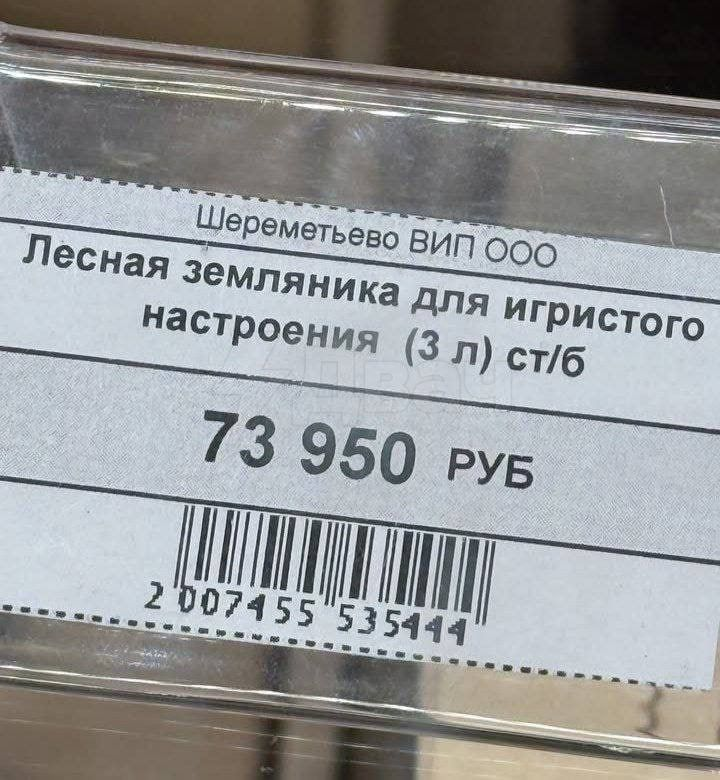 Шереметьево ВИП ООО
Лесная земляника для игристого
настроения (3 л) ст/б
73 950 РУБ
2 007455 535444